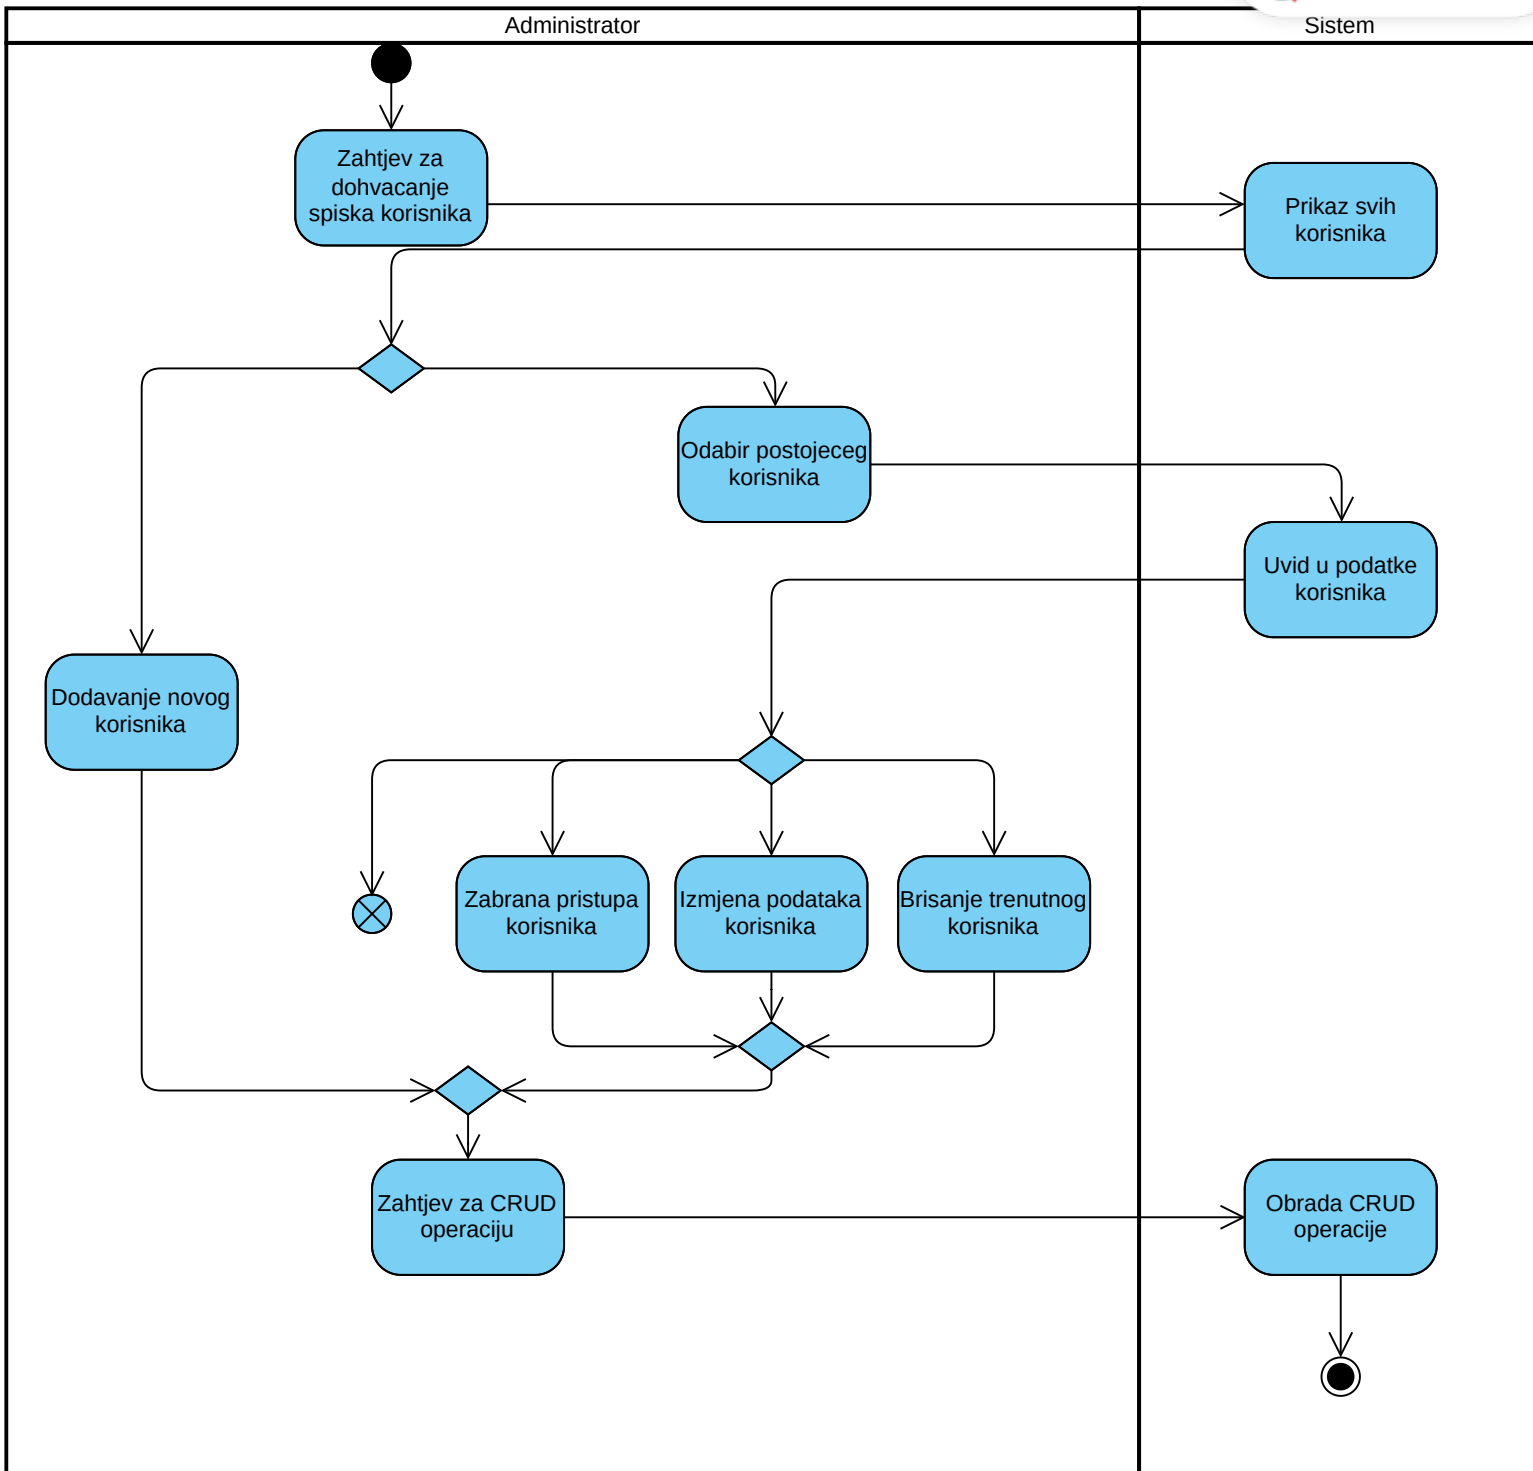 Administrator
Sistem
Zahtjev za
dohvacanje
spiska korisnika
Prikaz svih
korisnika
Odabir postojeceg
korisnika
Uvid u podatke
korisnika
Dodavanje novog
korisnika
Zabrana pristupa
korisnika
Izmjena podataka
korisnika
Brisanje trenutnog
korisnika
Zahtjev za CRUD
operaciju
Obrada CRUD
operacije